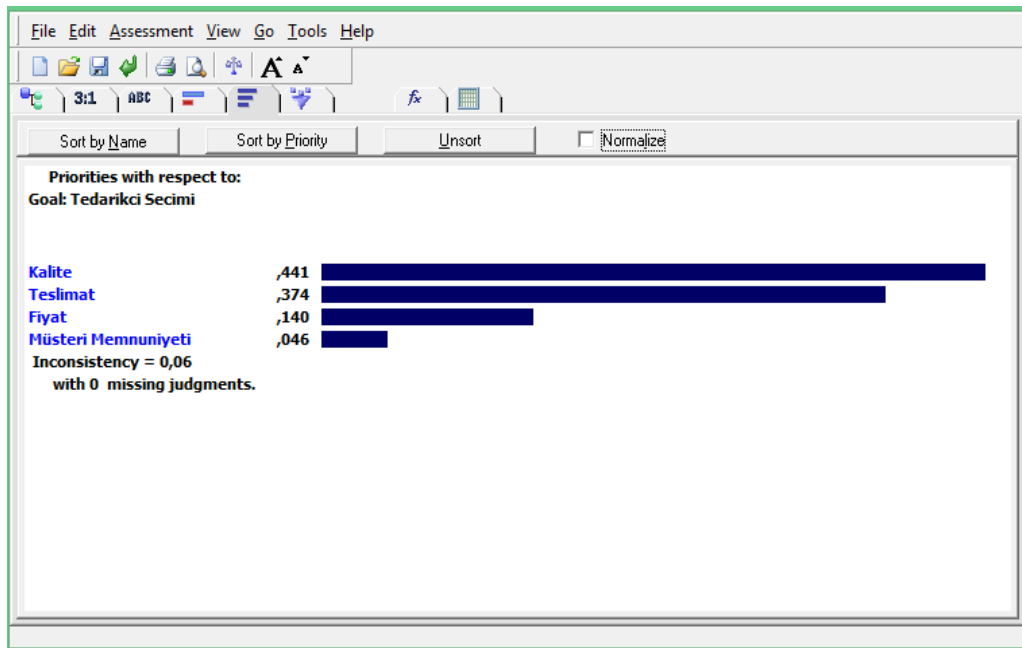 File Edit Assessment View Go Tools Help
A A
3:1 ABC fx
Sort by Name Sort by Priority Unsort Normalize
Priorities with respect to:
Goal: Tedarikci Secimi
Kalite ,441
Teslimat ,374
Fiyat ,140
Müsteri Memnuniyeti ,046
Inconsistency = 0,06
with 0 missing judgments.